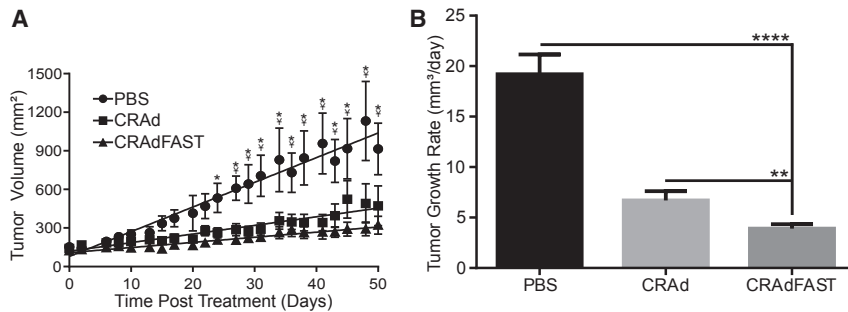 A
Tumor Volume (mm²)
1500
1200
900
600
300
0
PBS
CRAd
CRAdFAST
* ¥ * ¥ * ¥ * ¥ * ¥ * ¥ * ¥ * ¥ * ¥ * ¥ * ¥ * ¥ *
0 10 20 30 40 50
Time Post Treatment (Days)
B
Tumor Growth Rate (mm³/day)
25
20
15
10
5
0
****
**
PBS CRAd CRAdFAST